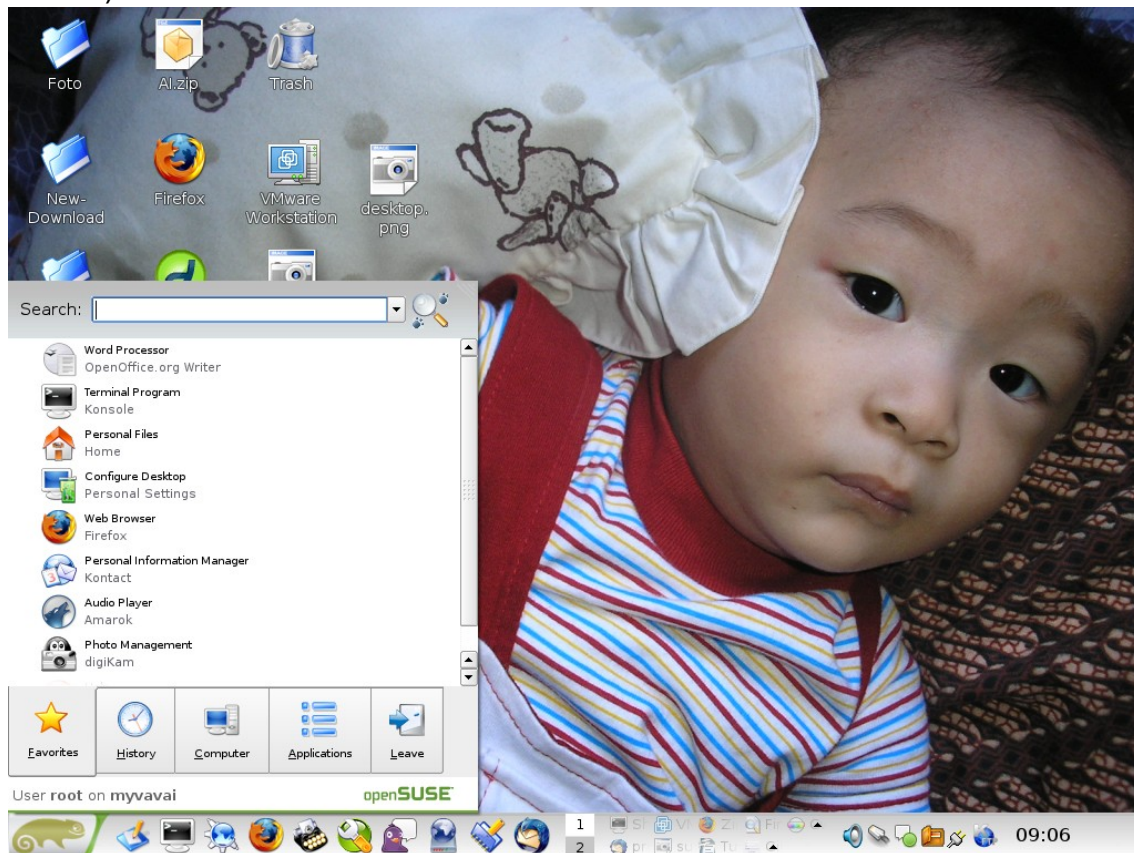 Foto
AI.zip
Trash
New-
Download
Firefox
VMware
Workstation
desktop.
png
Search:
Word Processor
OpenOffice.org Writer
Terminal Program
Konsole
Personal Files
Home
Configure Desktop
Personal Settings
Web Browser
Firefox
Personal Information Manager
Kontact
Audio Player
Amarok
Photo Management
digiKam
Favorites
History
Computer
Applications
Leave
User root on myvavai
openSUSE
1
2
09:06